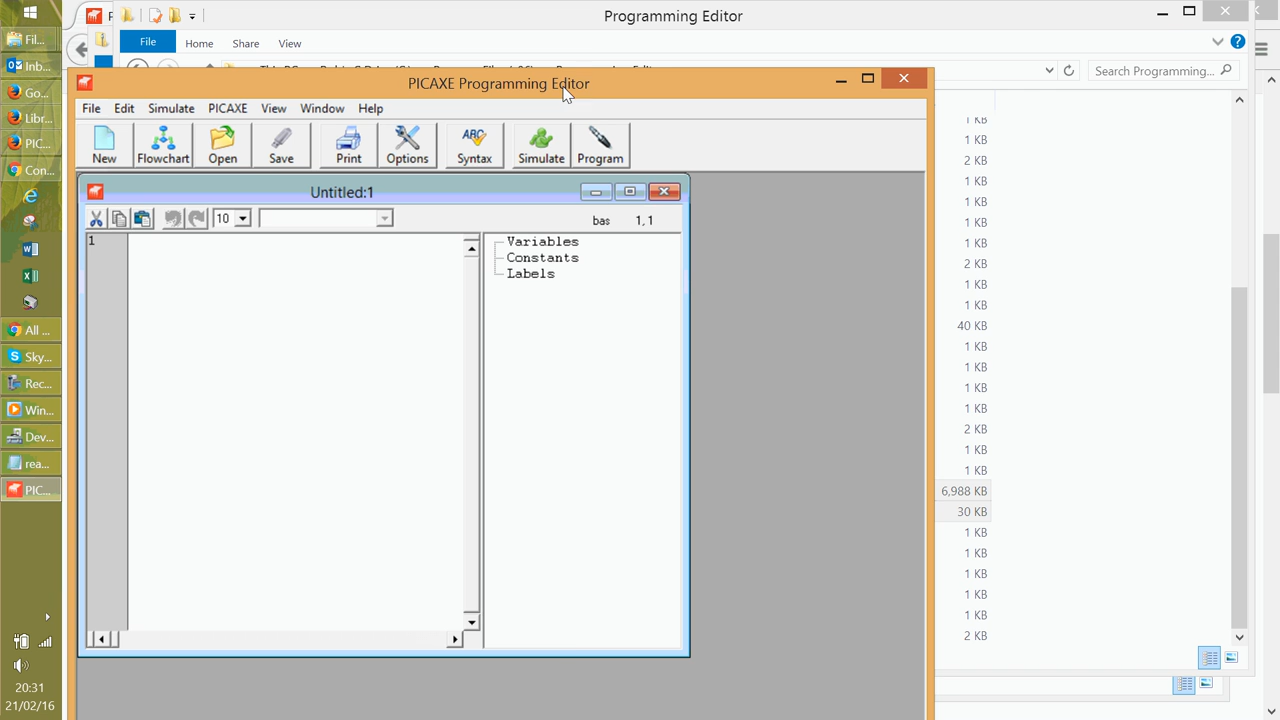 Programming Editor
File Home Share View
Search Programming...
PICAXE Programming Editor
File Edit Simulate PICAXE View Window Help
New Flowchart Open Save Print Options Syntax Simulate Program
ABC
Untitled:1
10 bas 1,1
1
Variables
Constants
Labels
Fil...
Inb...
Go...
Libr...
PIC...
Con...
All ...
Sky...
Rec...
Win...
Dev...
rea...
PIC...
20:31
21/02/16
1 KB
1 KB
2 KB
1 KB
1 KB
1 KB
1 KB
2 KB
1 KB
1 KB
40 KB
1 KB
1 KB
1 KB
1 KB
2 KB
1 KB
1 KB
6,988 KB
30 KB
1 KB
1 KB
1 KB
1 KB
1 KB
2 KB